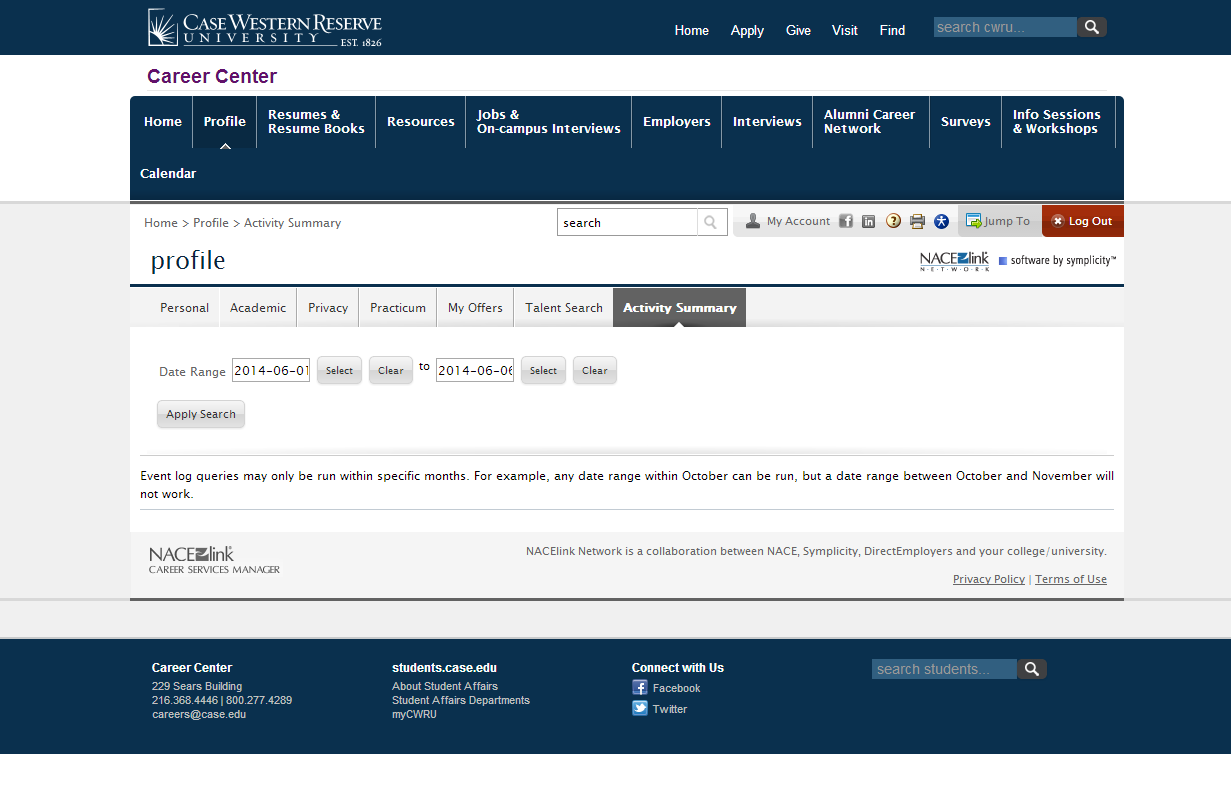 CASE WESTERN RESERVE
UNIVERSITY EST. 1826
Home Apply Give Visit Find
search cwru...
Career Center
Home
Profile
Resumes &
Resume Books
Resources
Jobs &
On-campus Interviews
Employers
Interviews
Alumni Career
Network
Surveys
Info Sessions
& Workshops
Calendar
Home > Profile > Activity Summary
search
My Account
Jump To
Log Out
profile
NACElink
NETWORK
software by symplicity™
Personal Academic Privacy Practicum My Offers Talent Search Activity Summary
Date Range 2014-06-01 Select Clear to 2014-06-06 Select Clear
Apply Search
Event log queries may only be run within specific months. For example, any date range within October can be run, but a date range between October and November will
not work.
NACElink
CAREER SERVICES MANAGER
NACElink Network is a collaboration between NACE, Symplicity, DirectEmployers and your college/university.
Privacy Policy | Terms of Use
Career Center
229 Sears Building
216.368.4446 | 800.277.4289
careers@case.edu
students.case.edu
About Student Affairs
Student Affairs Departments
myCWRU
Connect with Us
Facebook
Twitter
search students...